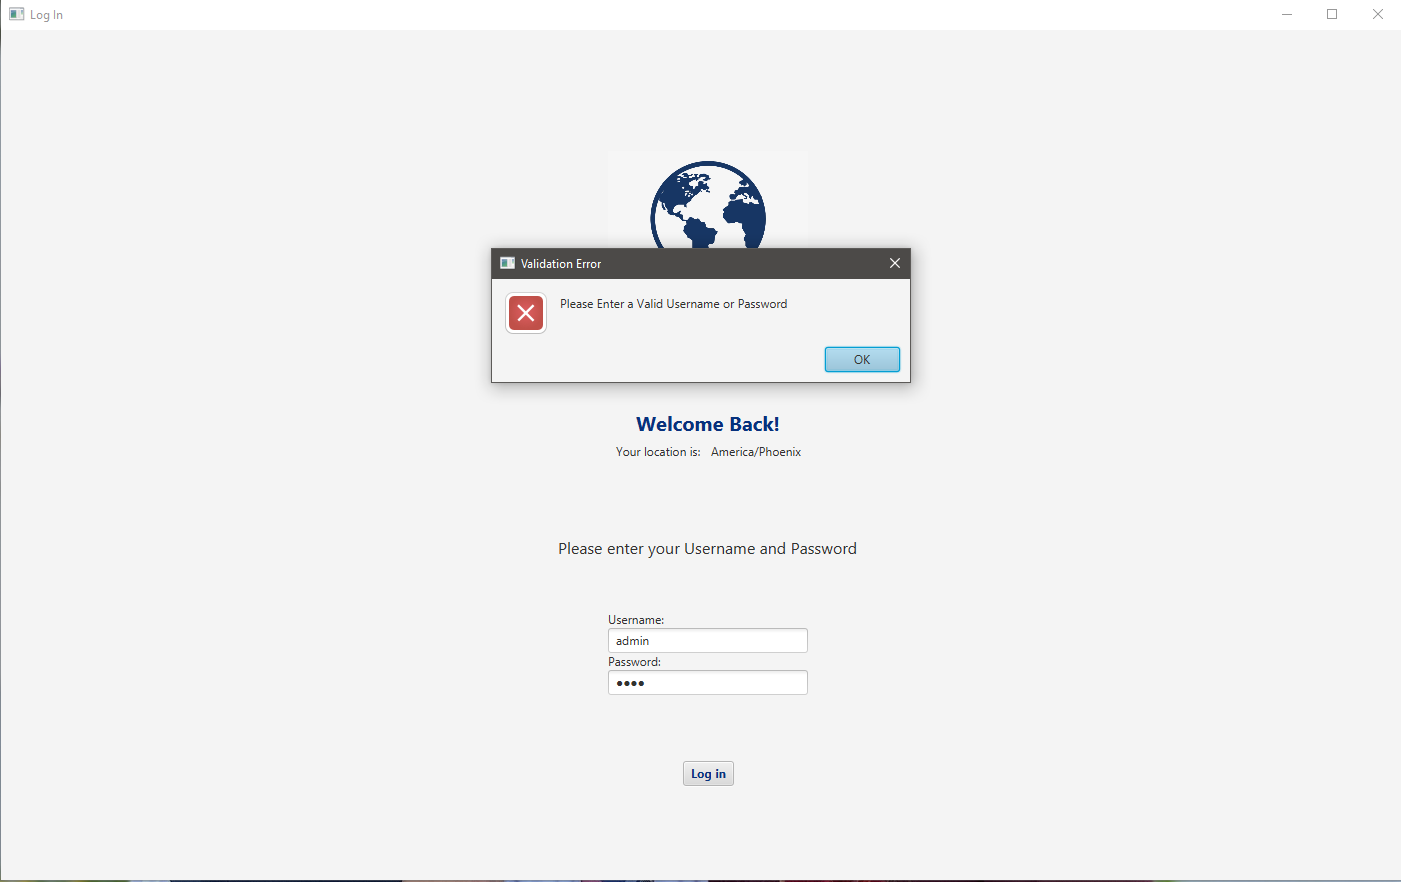 Log In
Validation Error
Please Enter a Valid Username or Password
OK
Welcome Back!
Your location is: America/Phoenix
Please enter your Username and Password
Username:
admin
Password:
Log in